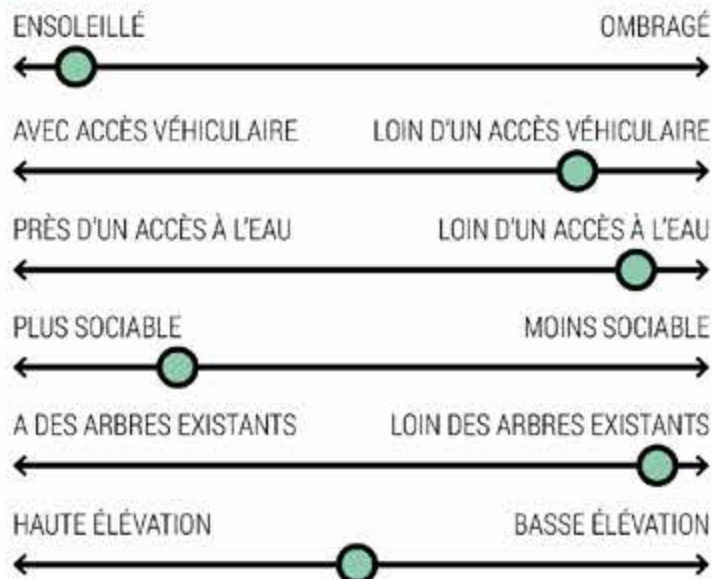 ENSOLEILLÉ OMBRAGÉ
AVEC ACCÈS VÉHICULAIRE LOIN D'UN ACCÈS VÉHICULAIRE
PRÈS D'UN ACCÈS À L'EAU LOIN D'UN ACCÈS À L'EAU
PLUS SOCIABLE MOINS SOCIABLE
A DES ARBRES EXISTANTS LOIN DES ARBRES EXISTANTS
HAUTE ÉLÉVATION BASSE ÉLÉVATION